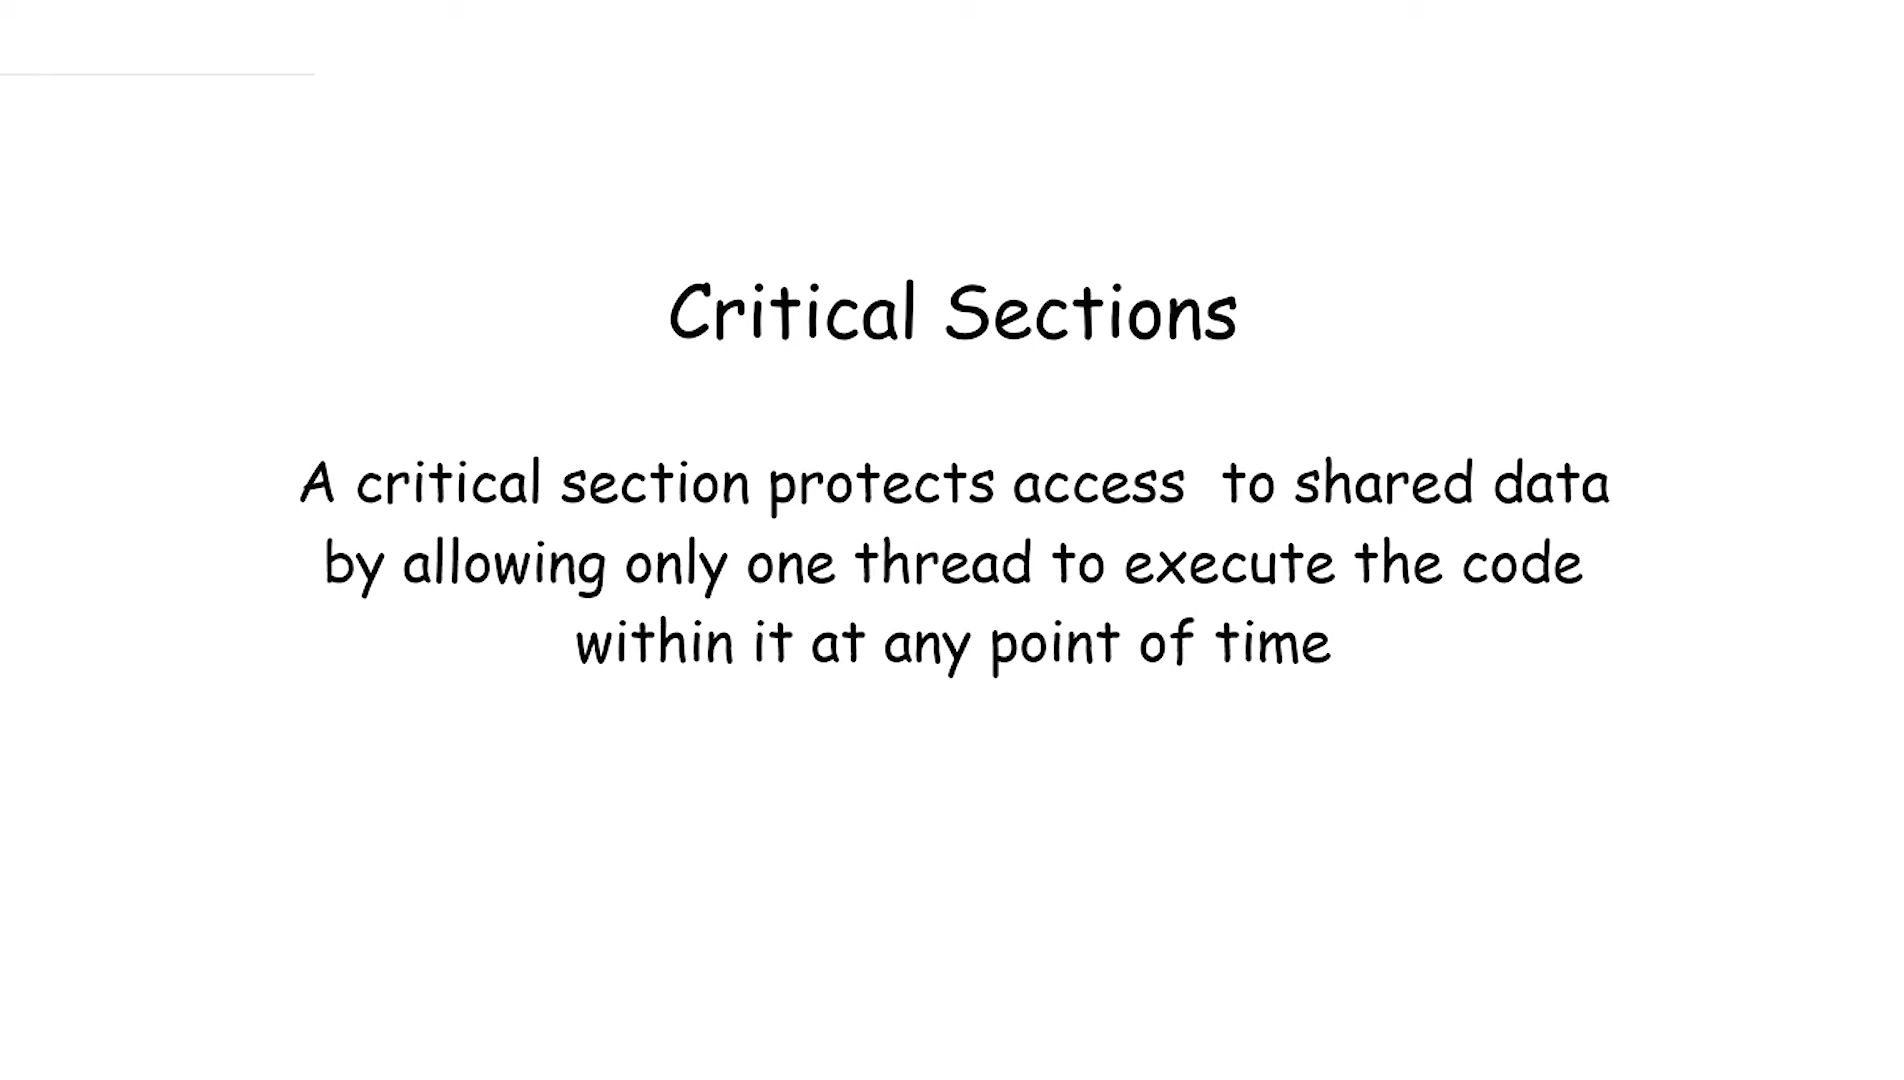 Critical Sections
A critical section protects access  to shared data
by allowing only one thread to execute the code
within it at any point of time